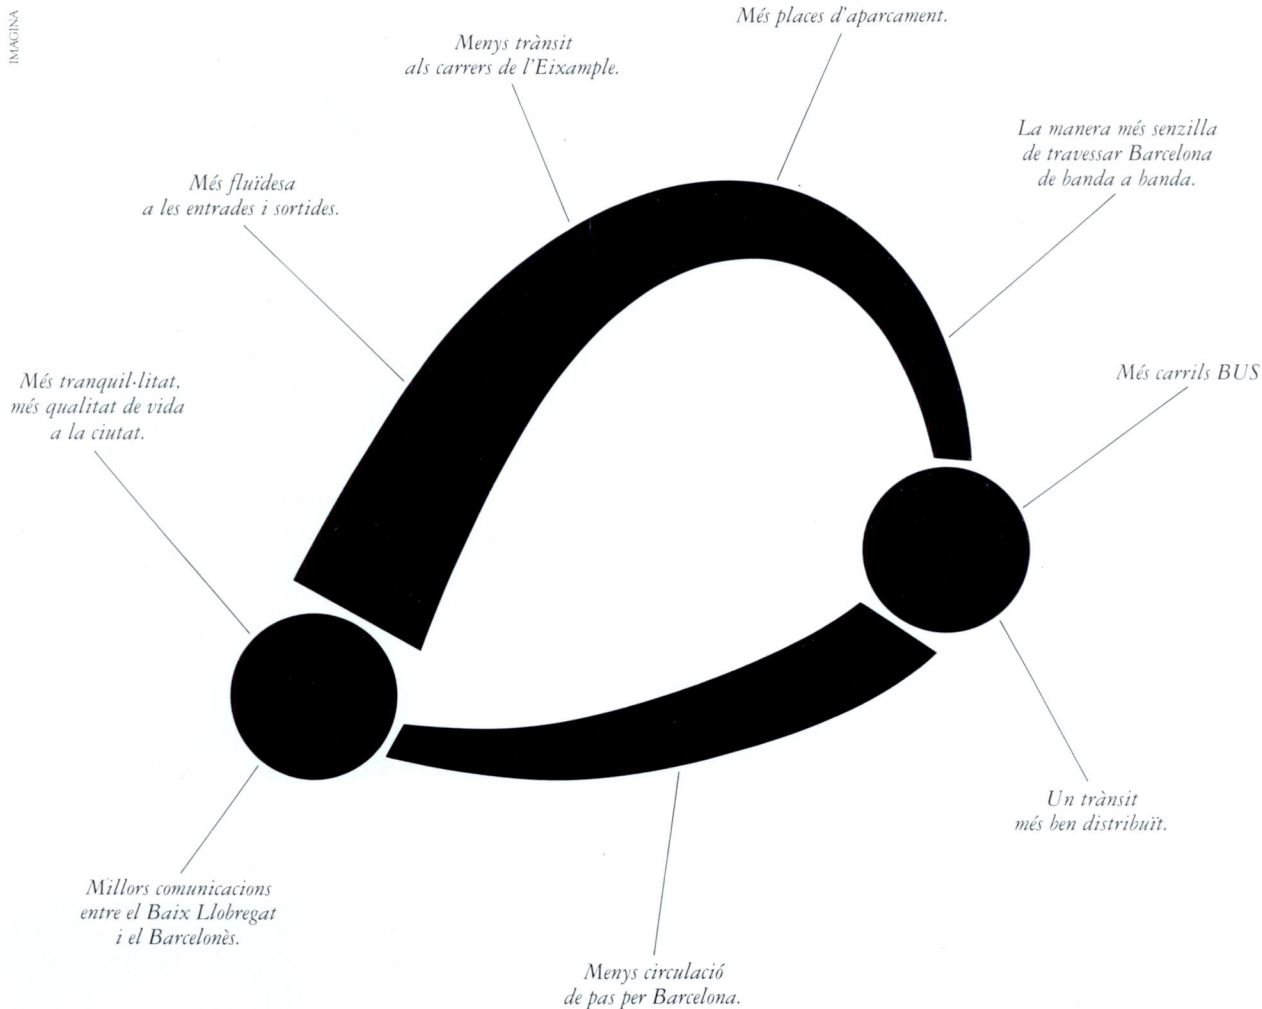 IMAGINA
Més places d'aparcament.
Menys trànsit
als carrers de l'Eixample.
La manera més senzilla
de travessar Barcelona
de banda a banda.
Més fluïdesa
a les entrades i sortides.
Més carrils BUS
Més tranquil·litat,
més qualitat de vida
a la ciutat.
Un trànsit
més ben distribuït.
Millors comunicacions
entre el Baix Llobregat
i el Barcelonès.
Menys circulació
de pas per Barcelona.